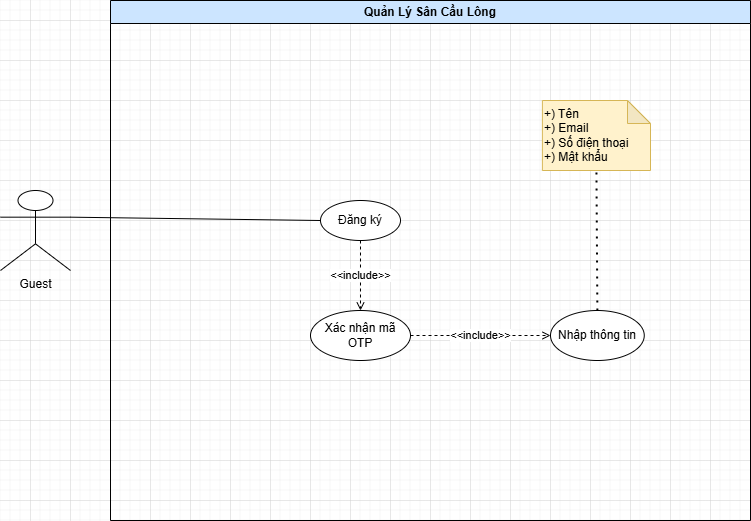 Quản Lý Sân Cầu Lông
+) Tên
+) Email
+) Số điện thoại
+) Mật khẩu
Đăng ký
Guest
<<include>>
Xác nhận mã
OTP
<<include>>
Nhập thông tin